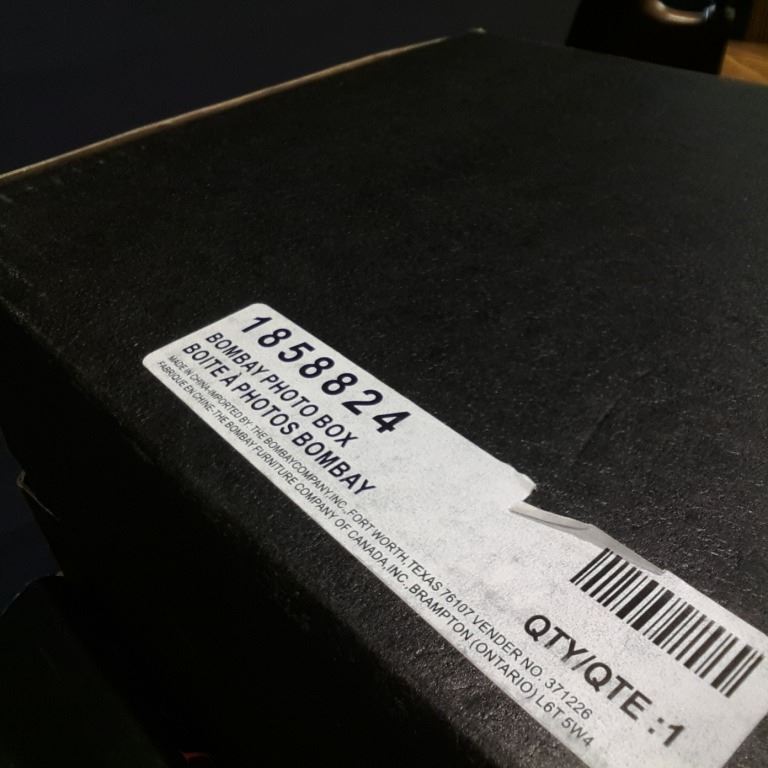 1858824
BOMBAY PHOTO BOX
BOITE À PHOTOS BOMBAY
MADE IN CHINA-IMPORTED BY: THE BOMBAYCOMPANY,INC.,FORT WORTH,TEXAS 76107 VENDER NO. 371226
FABRIQUE EN CHINE-THE BOMBAY FURNITURE COMPANY OF CANADA,INC.,BRAMPTON (ONTARIO) L6T 5W4
QTY/QTE :1